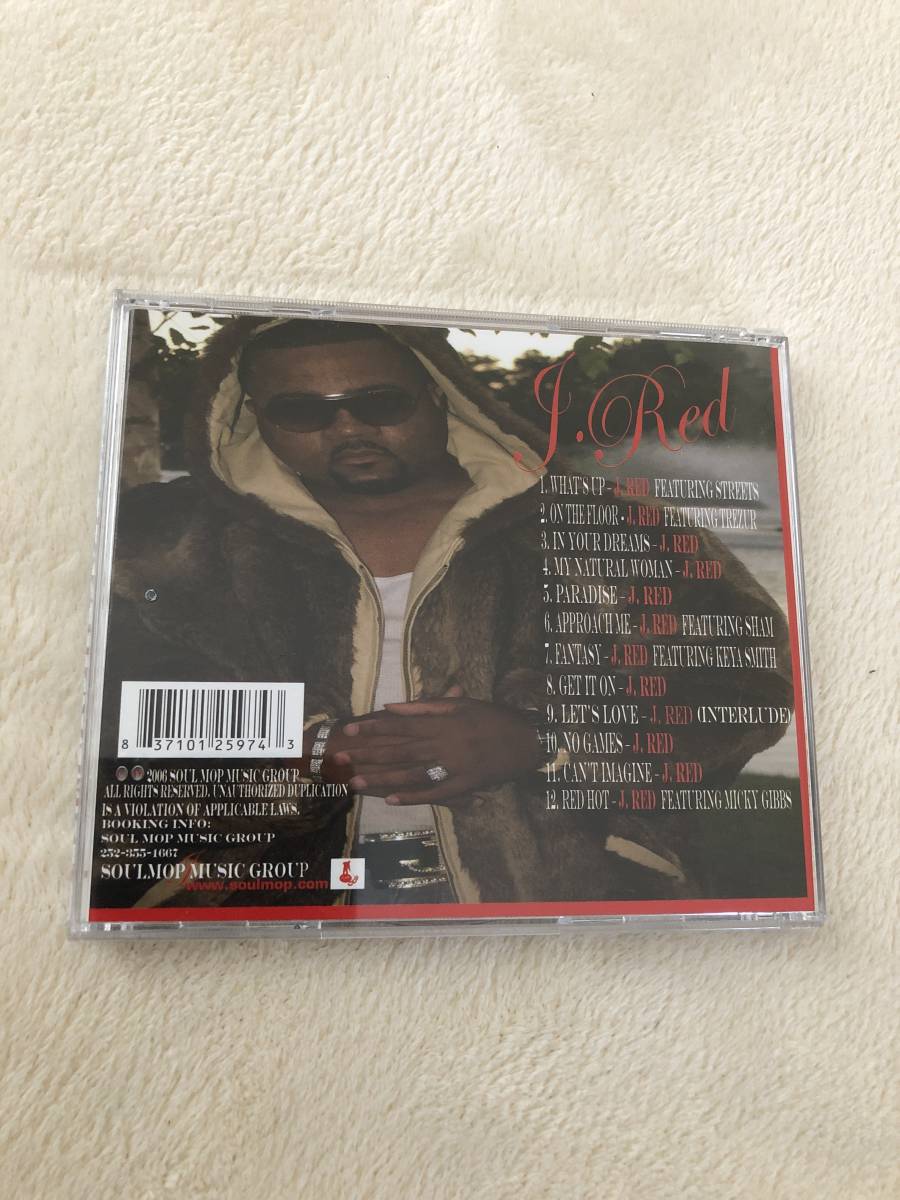 J. Red
1. WHAT'S UP - J. RED FEATURING STREETS
2. ON THE FLOOR - J. RED FEATURING TREZUR
3. IN YOUR DREAMS - J. RED
4. MY NATURAL WOMAN - J. RED
5. PARADISE - J. RED
6. APPROACH ME - J. RED FEATURING SHAM
7. FANTASY - J. RED FEATURING KEYA SMITH
8. GET IT ON - J. RED
9. LET'S LOVE - J. RED (INTERLUDE)
10. NO GAMES - J. RED
11. CAN'T IMAGINE - J. RED
12. RED HOT - J. RED FEATURING MICKY GIBBS
8 37101 25974 3
2006 SOUL MOP MUSIC GROUP
ALL RIGHTS RESERVED. UNAUTHORIZED DUPLICATION
IS A VIOLATION OF APPLICABLE LAWS.
BOOKING INFO:
SOUL MOP MUSIC GROUP
252-355-1667
SOULMOP MUSIC GROUP
www.soulmop.com